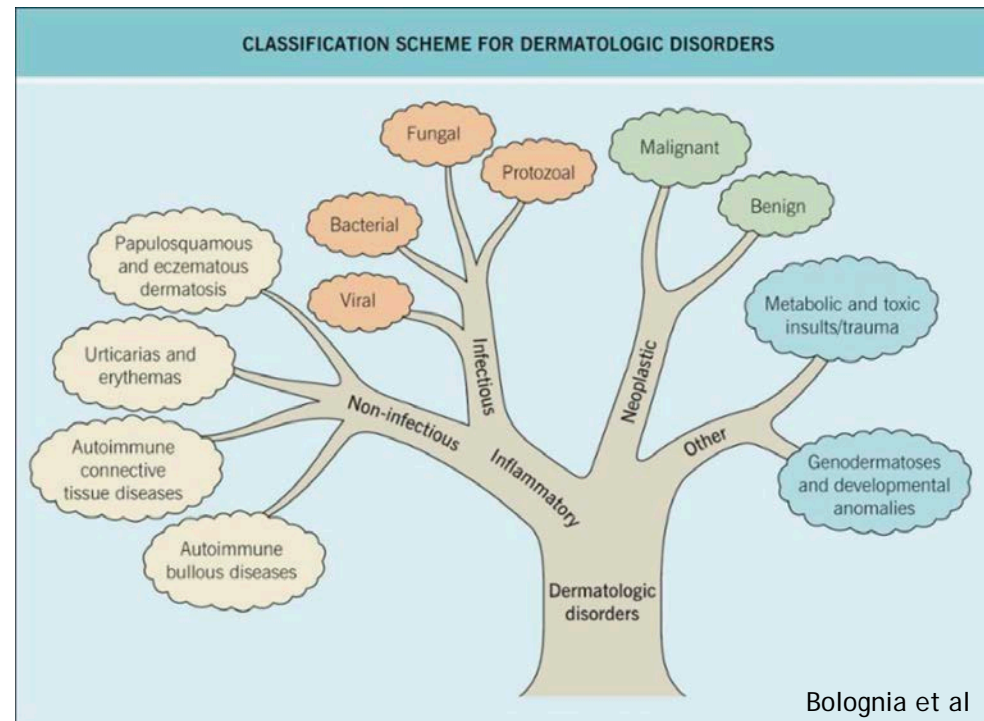 CLASSIFICATION SCHEME FOR DERMATOLOGIC DISORDERS
Fungal
Protozoal
Bacterial
Viral
Malignant
Benign
Papulosquamous
and eczematous
dermatosis
Urticarias and
erythemas
Autoimmune
connective
tissue diseases
Autoimmune
bullous diseases
Metabolic and toxic
insults/trauma
Genodermatoses
and developmental
anomalies
Infectious
Non-infectious
Inflammatory
Neoplastic
Other
Dermatologic
disorders
Bolognia et al